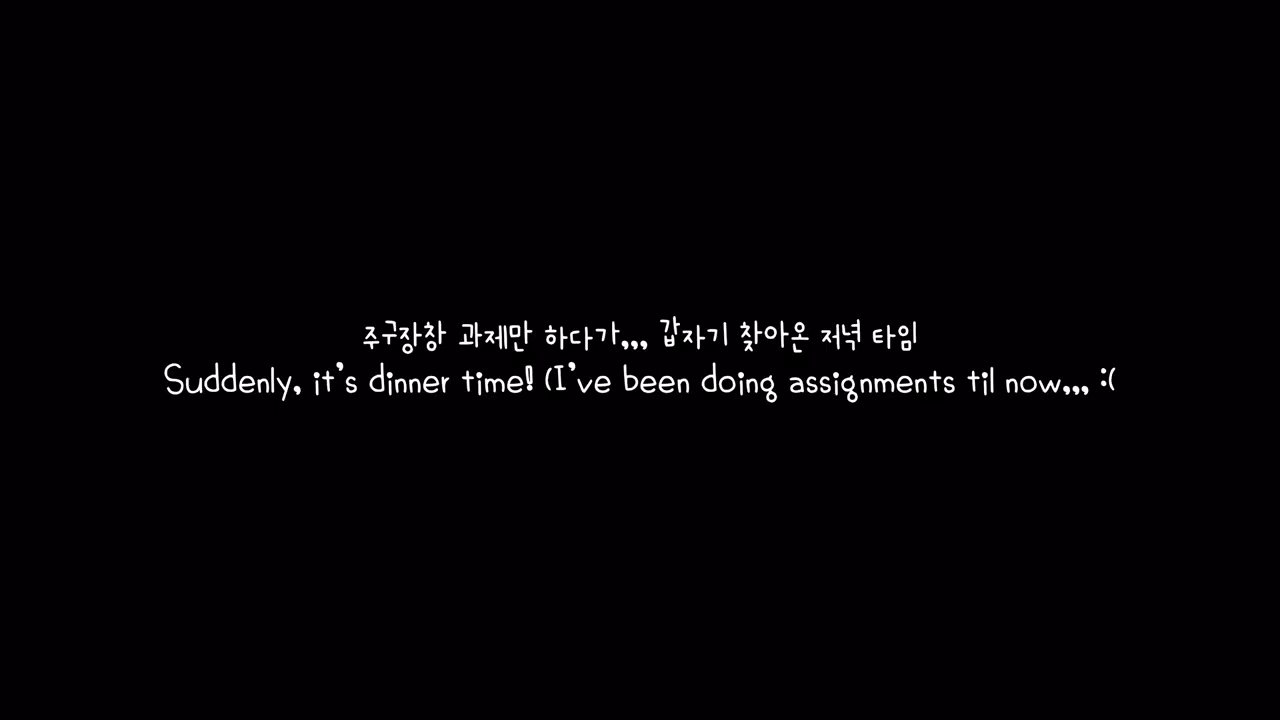 주구장창 과제만 하다가,,, 갑자기 찾아온 저녁 타임
Suddenly, it's dinner time! (I've been doing assignments til now,,, :(